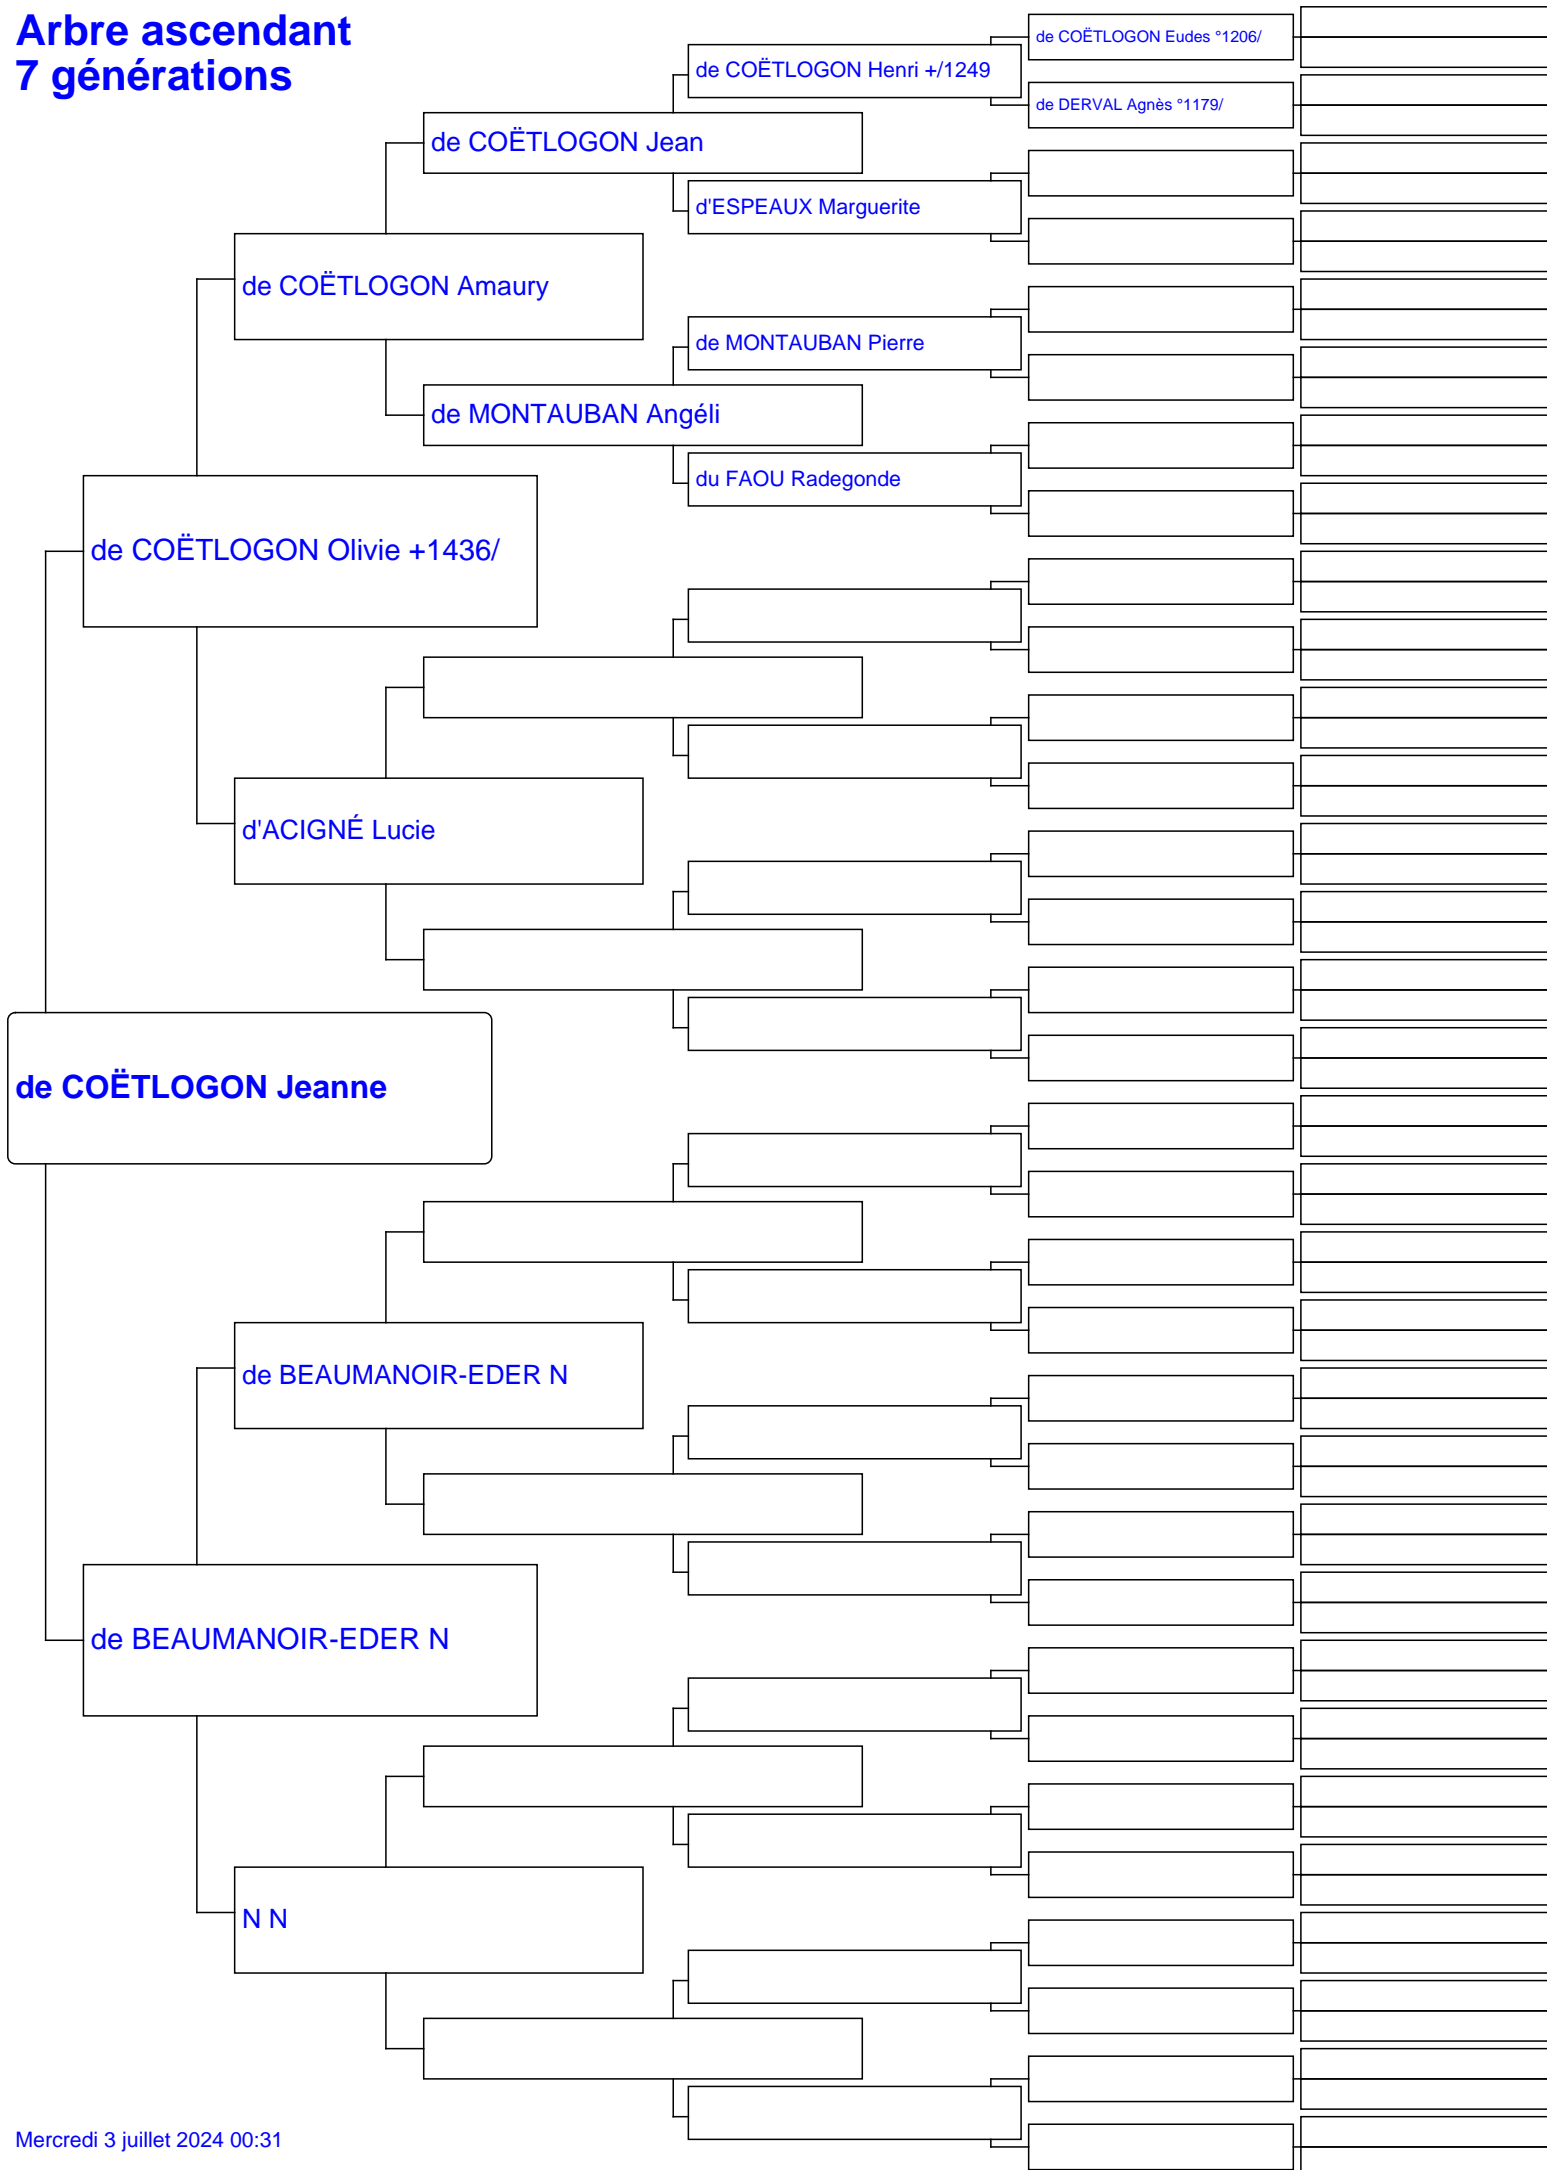 Arbre ascendant
7 générations
de COËTLOGON Eudes °1206/
de COËTLOGON Henri +/1249
de DERVAL Agnès °1179/
de COËTLOGON Jean
d'ESPEAUX Marguerite
de COËTLOGON Amaury
de MONTAUBAN Pierre
de MONTAUBAN Angéli
du FAOU Radegonde
de COËTLOGON Olivie +1436/
d'ACIGNÉ Lucie
de COËTLOGON Jeanne
de BEAUMANOIR-EDER N
de BEAUMANOIR-EDER N
N N
Mercredi 3 juillet 2024 00:31